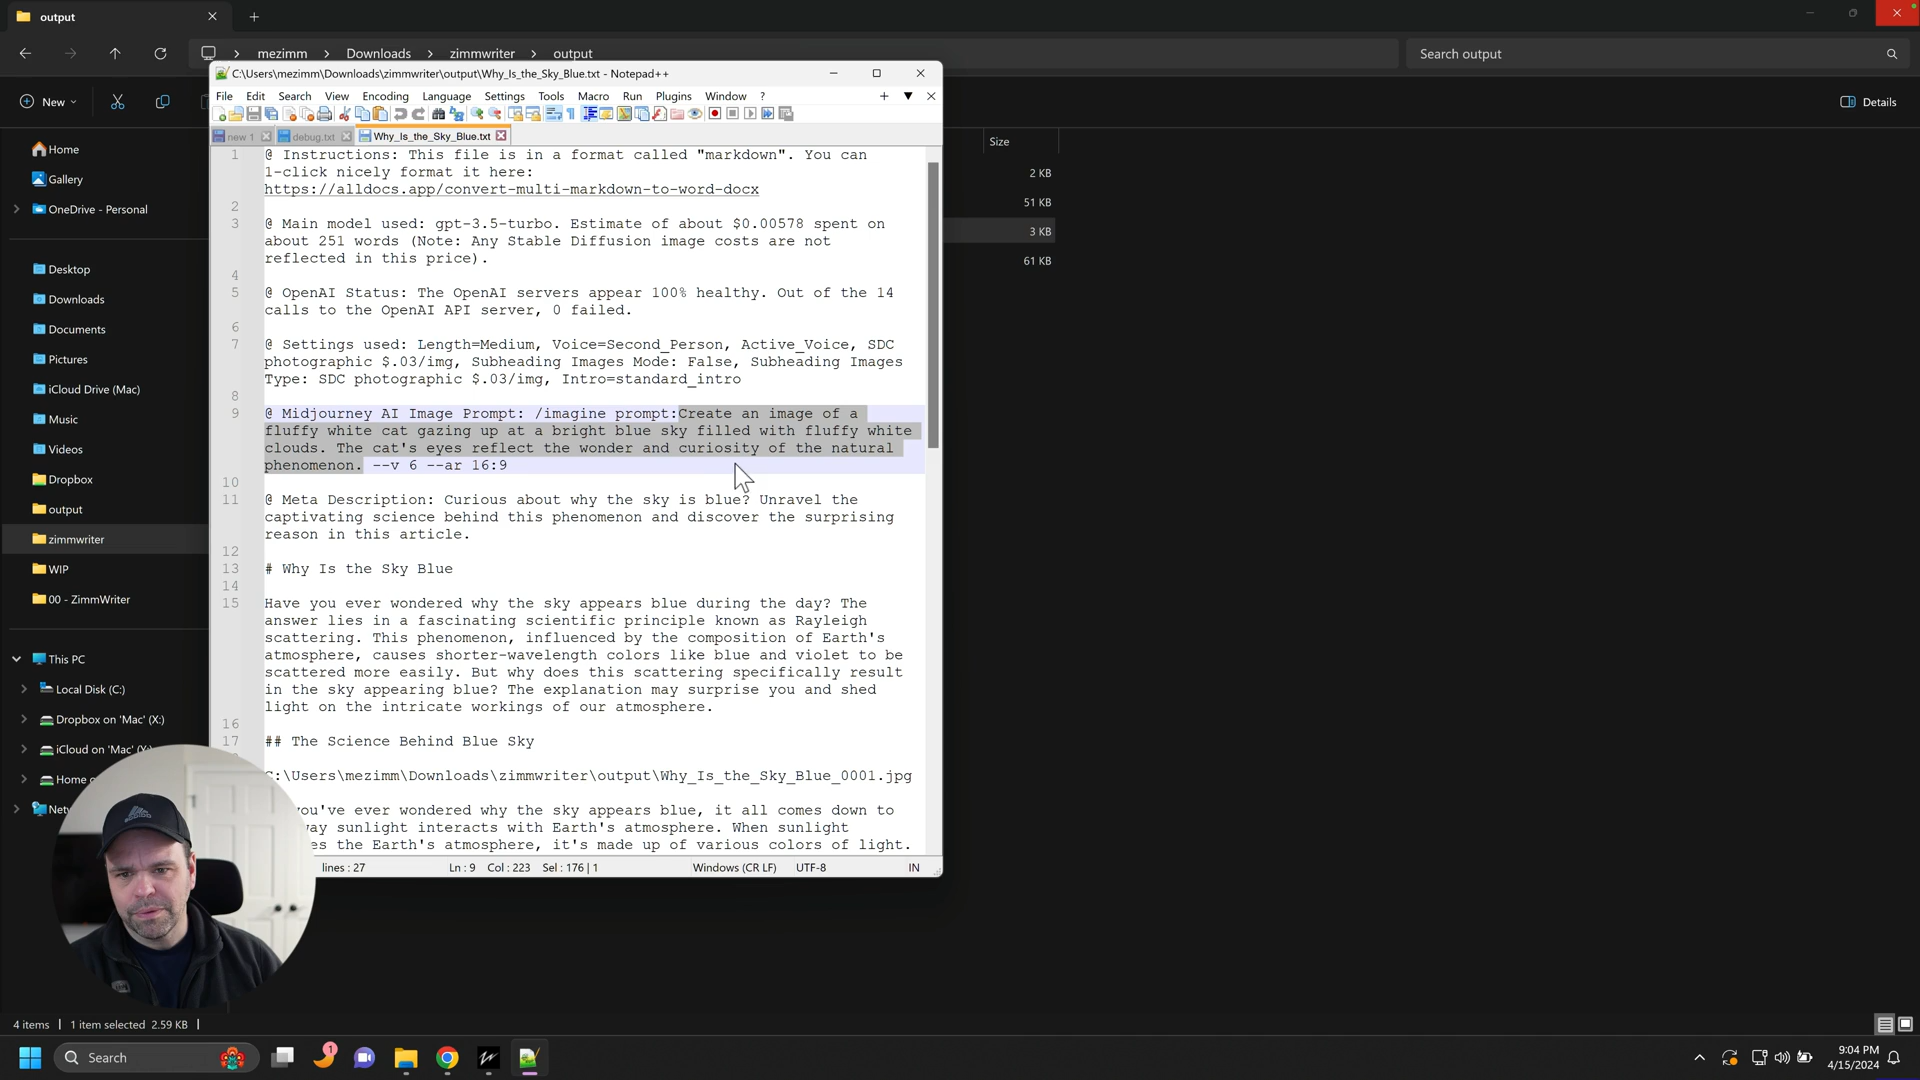 output
mezimm > Downloads > zimmwriter > output
Search output
C:\Users\mezimm\Downloads\zimmwriter\output\Why_Is_the_Sky_Blue.txt - Notepad++
New
Details
File Edit Search View Encoding Language Settings Tools Macro Run Plugins Window ?
new 1 debug.txt Why_Is_the_Sky_Blue.txt
Size
2 KB
51 KB
3 KB
61 KB
Home
Gallery
OneDrive - Personal
Desktop
Downloads
Documents
Pictures
iCloud Drive (Mac)
Music
Videos
Dropbox
output
zimmwriter
WIP
00 - ZimmWriter
This PC
Local Disk (C:)
Dropbox on 'Mac' (X:)
iCloud on 'Mac'
Home
1 @ Instructions: This file is in a format called "markdown". You can
1-click nicely format it here:
https://alldocs.app/convert-multi-markdown-to-word-docx
2
3 @ Main model used: gpt-3.5-turbo. Estimate of about $0.00578 spent on
about 251 words (Note: Any Stable Diffusion image costs are not
reflected in this price).
4
5 @ OpenAI Status: The OpenAI servers appear 100% healthy. Out of the 14
calls to the OpenAI API server, 0 failed.
6
7 @ Settings used: Length=Medium, Voice=Second_Person, Active_Voice, SDC
photographic $.03/img, Subheading Images Mode: False, Subheading Images
Type: SDC photographic $.03/img, Intro=standard_intro
8
9 @ Midjourney AI Image Prompt: /imagine prompt:Create an image of a
fluffy white cat gazing up at a bright blue sky filled with fluffy white
clouds. The cat's eyes reflect the wonder and curiosity of the natural
phenomenon. --v 6 --ar 16:9
10
11 @ Meta Description: Curious about why the sky is blue? Unravel the
captivating science behind this phenomenon and discover the surprising
reason in this article.
12
13 # Why Is the Sky Blue
14
15 Have you ever wondered why the sky appears blue during the day? The
answer lies in a fascinating scientific principle known as Rayleigh
scattering. This phenomenon, influenced by the composition of Earth's
atmosphere, causes shorter-wavelength colors like blue and violet to be
scattered more easily. But why does this scattering specifically result
in the sky appearing blue? The explanation may surprise you and shed
light on the intricate workings of our atmosphere.
16
17 ## The Science Behind Blue Sky
:\Users\mezimm\Downloads\zimmwriter\output\Why_Is_the_Sky_Blue_0001.jpg
you've ever wondered why the sky appears blue, it all comes down to
way sunlight interacts with Earth's atmosphere. When sunlight
the Earth's atmosphere, it's made up of various colors of light.
lines : 27 Ln : 9 Col : 223 Sel : 176 | 1 Windows (CR LF) UTF-8 IN
4 items 1 item selected 2.59 KB
Search
1
9:04 PM
4/15/2024